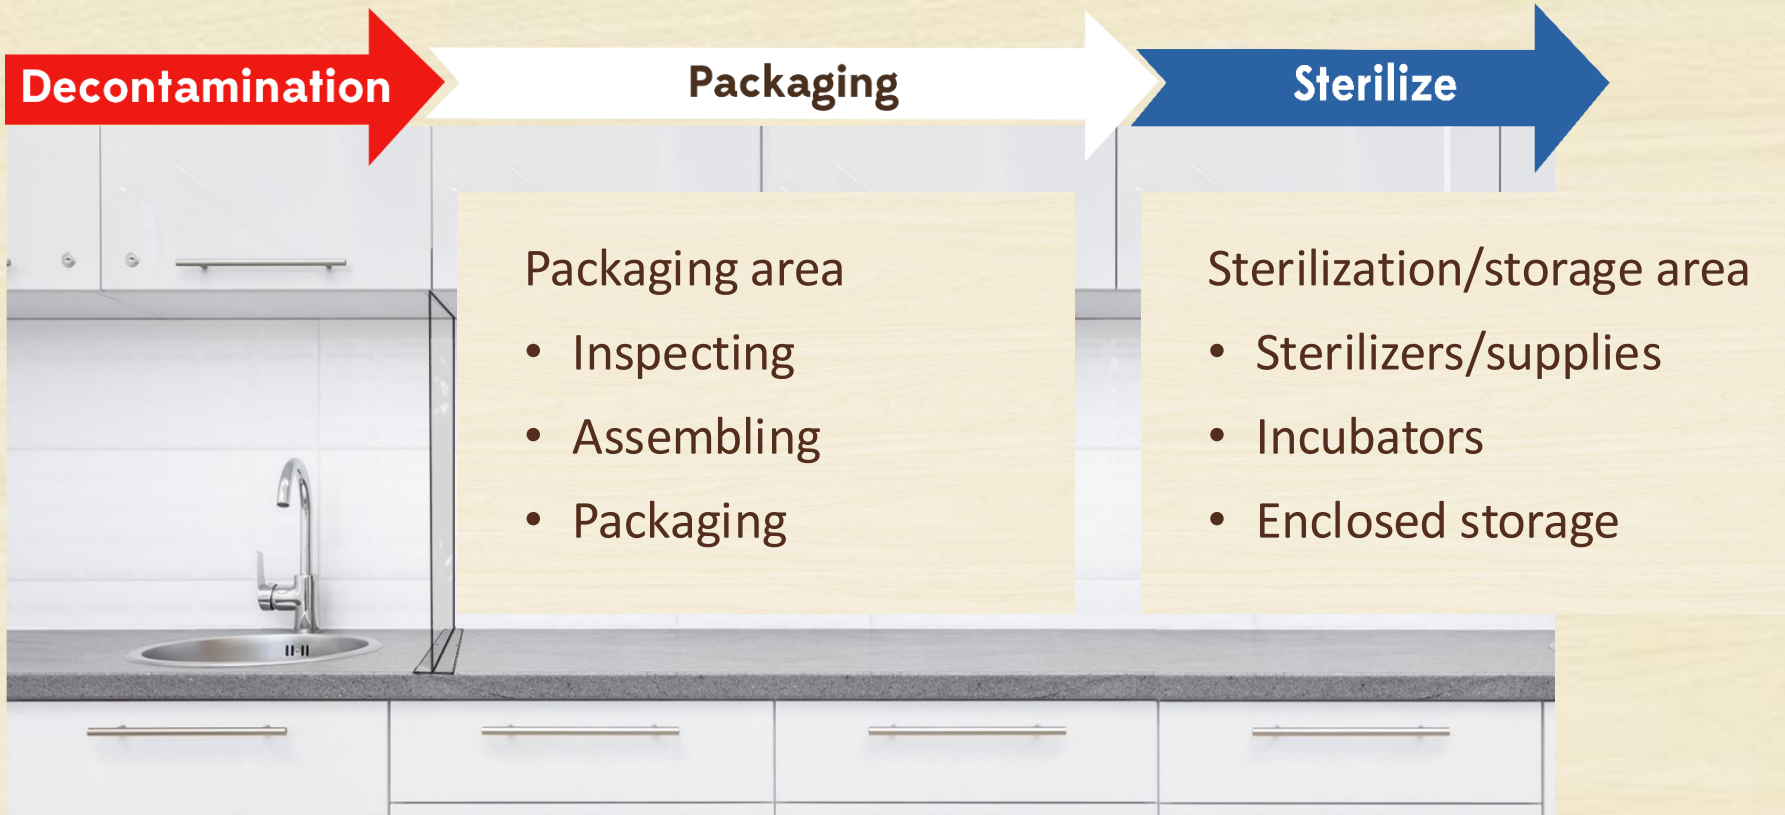 Decontamination
Packaging
Sterilize
Packaging area
• Inspecting
• Assembling
• Packaging
Sterilization/storage area
• Sterilizers/supplies
• Incubators
• Enclosed storage